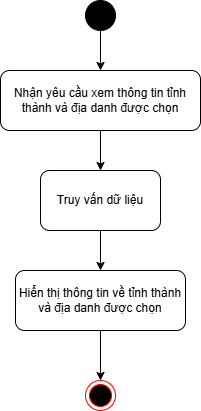 Nhận yêu cầu xem thông tin tỉnh
thành và địa danh được chọn
Truy vấn dữ liệu
Hiển thị thông tin về tỉnh thành
và địa danh được chọn